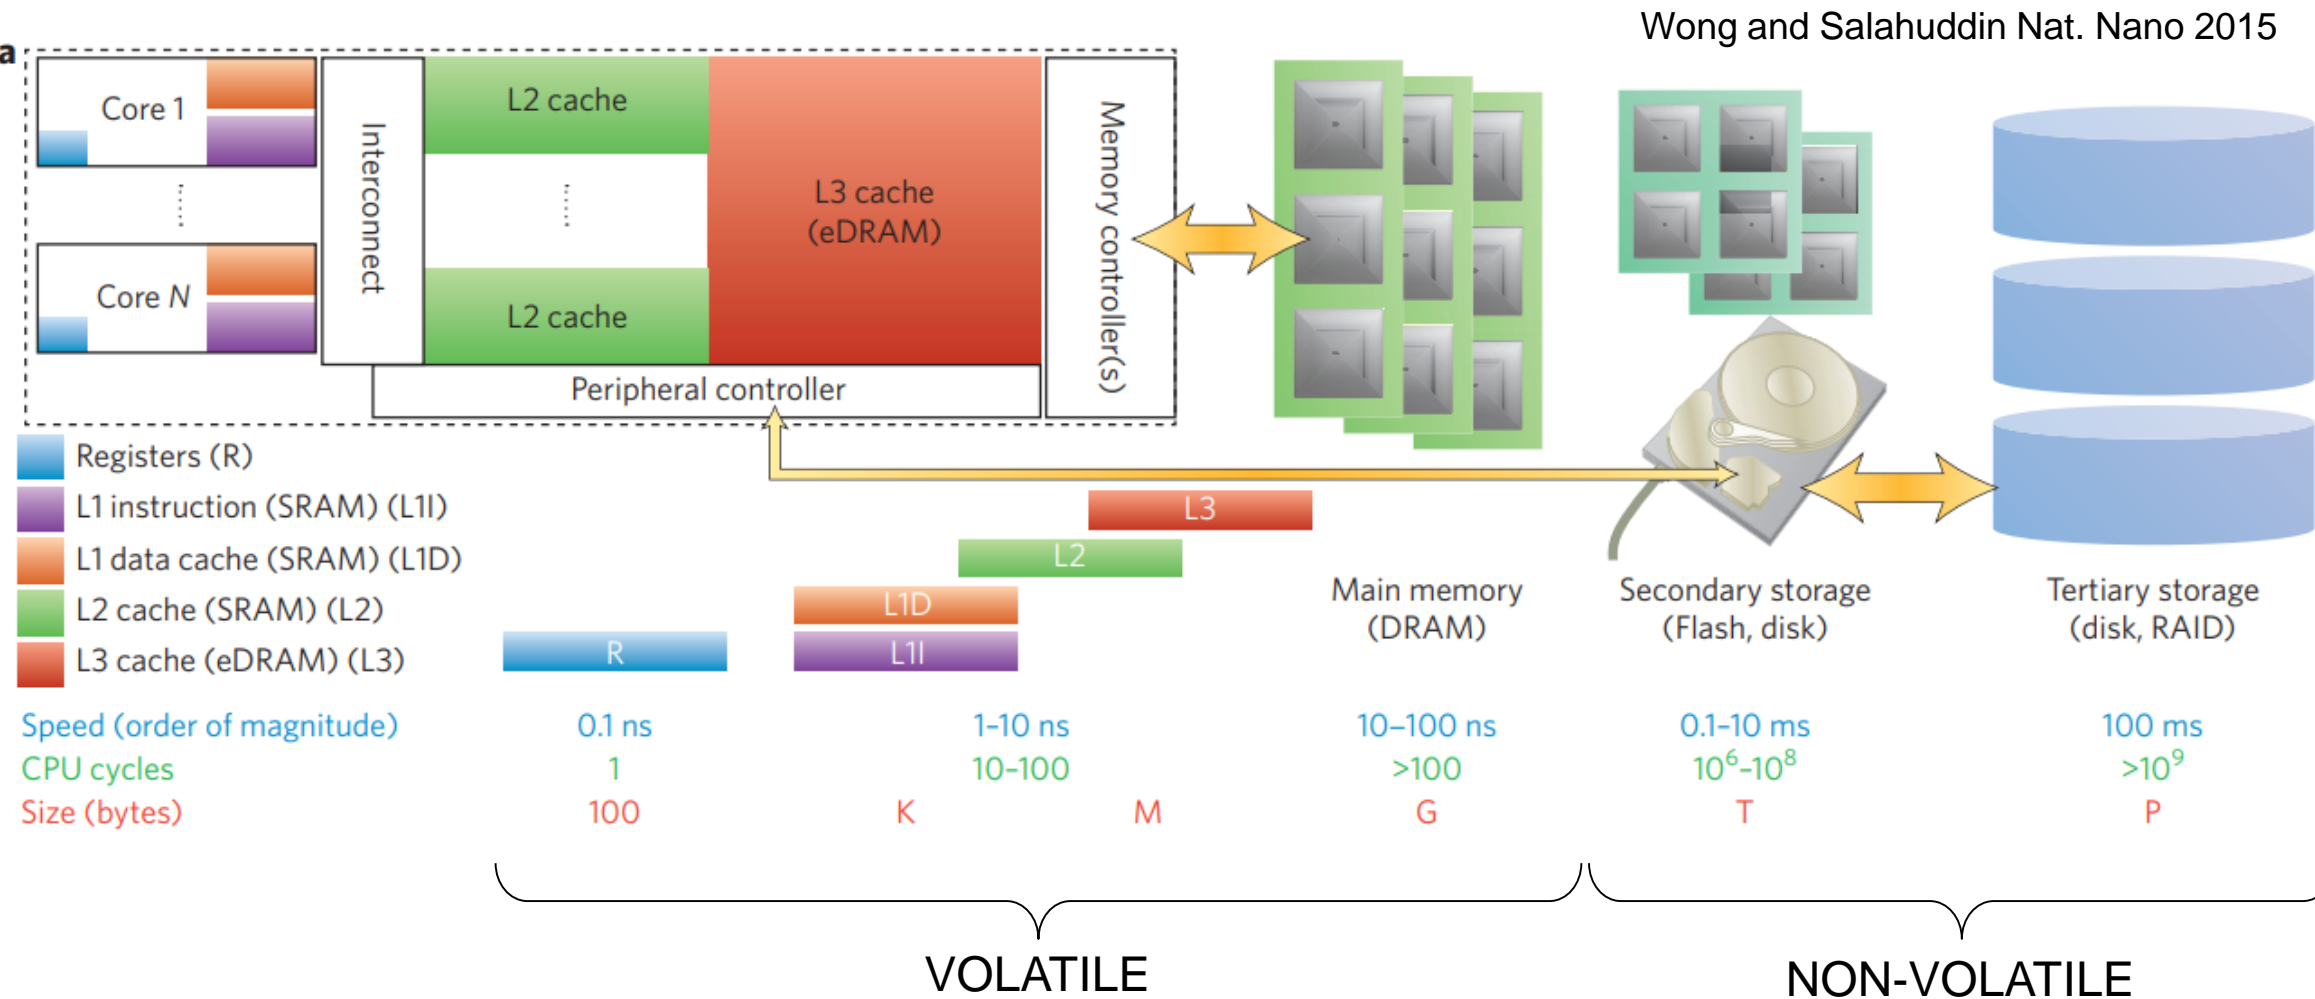 Wong and Salahuddin Nat. Nano 2015
a
Core 1
Core N
Interconnect
L2 cache
L2 cache
L3 cache
(eDRAM)
Memory controller(s)
Peripheral controller
Registers (R)
L1 instruction (SRAM) (L1I)
L1 data cache (SRAM) (L1D)
L2 cache (SRAM) (L2)
L3 cache (eDRAM) (L3)
L3
L2
L1D
R
L1I
Main memory
(DRAM)
Secondary storage
(Flash, disk)
Tertiary storage
(disk, RAID)
Speed (order of magnitude) 0.1 ns 1–10 ns 10–100 ns 0.1–10 ms 100 ms
CPU cycles 1 10–100 >100 10⁶–10⁸ >10⁹
Size (bytes) 100 K M G T P
VOLATILE
NON-VOLATILE